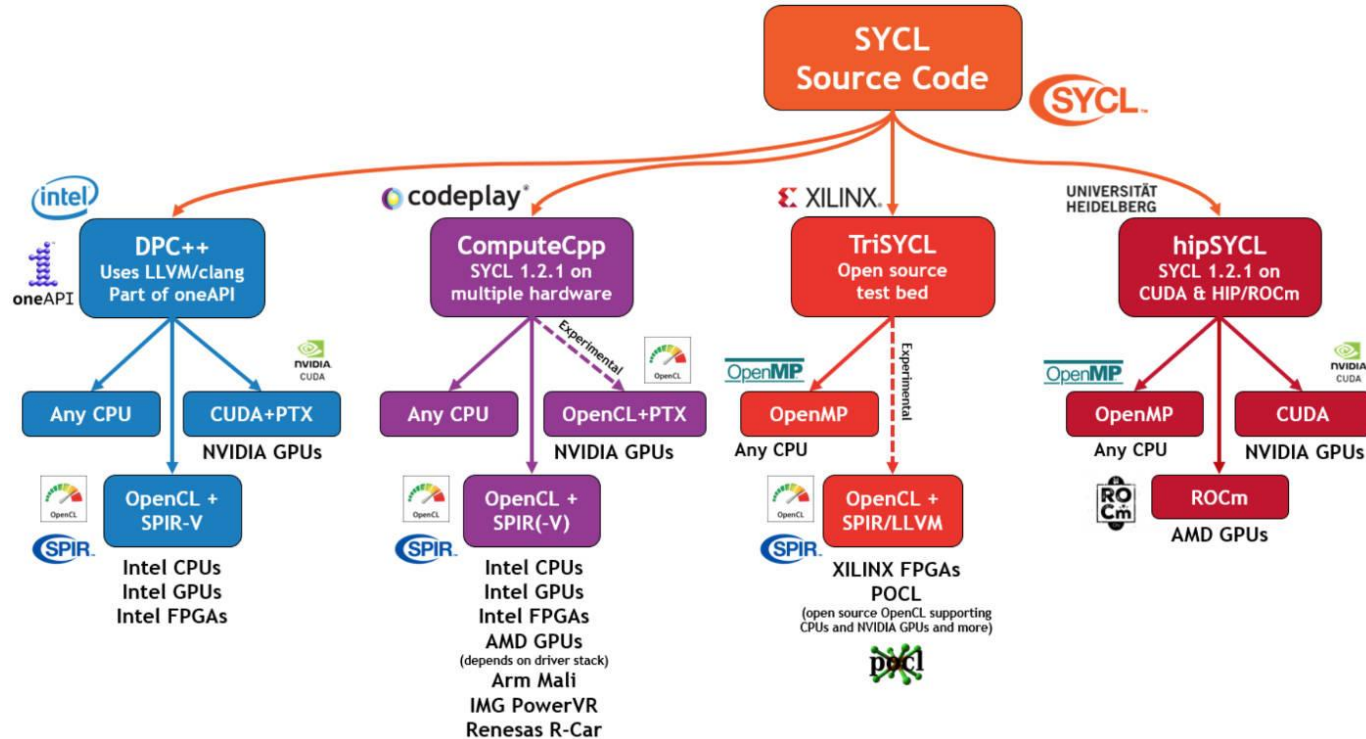 SYCL
Source Code
SYCL™
intel
oneAPI
DPC++
Uses LLVM/clang
Part of oneAPI
NVIDIA
CUDA
Any CPU
CUDA+PTX
NVIDIA GPUs
OpenCL
SPIR™
OpenCL +
SPIR-V
Intel CPUs
Intel GPUs
Intel FPGAs
codeplay®
ComputeCpp
SYCL 1.2.1 on
multiple hardware
Experimental
OpenCL
Any CPU
OpenCL+PTX
NVIDIA GPUs
OpenCL
SPIR™
OpenCL +
SPIR(-V)
Intel CPUs
Intel GPUs
Intel FPGAs
AMD GPUs
(depends on driver stack)
Arm Mali
IMG PowerVR
Renesas R-Car
XILINX®
TriSYCL
Open source
test bed
Experimental
OpenMP
OpenMP
Any CPU
OpenCL
SPIR™
OpenCL +
SPIR/LLVM
XILINX FPGAs
POCL
(open source OpenCL supporting
CPUs and NVIDIA GPUs and more)
pocl
UNIVERSITÄT
HEIDELBERG
hipSYCL
SYCL 1.2.1 on
CUDA & HIP/ROCm
OpenMP
NVIDIA
CUDA
OpenMP
Any CPU
CUDA
NVIDIA GPUs
ROCm
ROCm
AMD GPUs